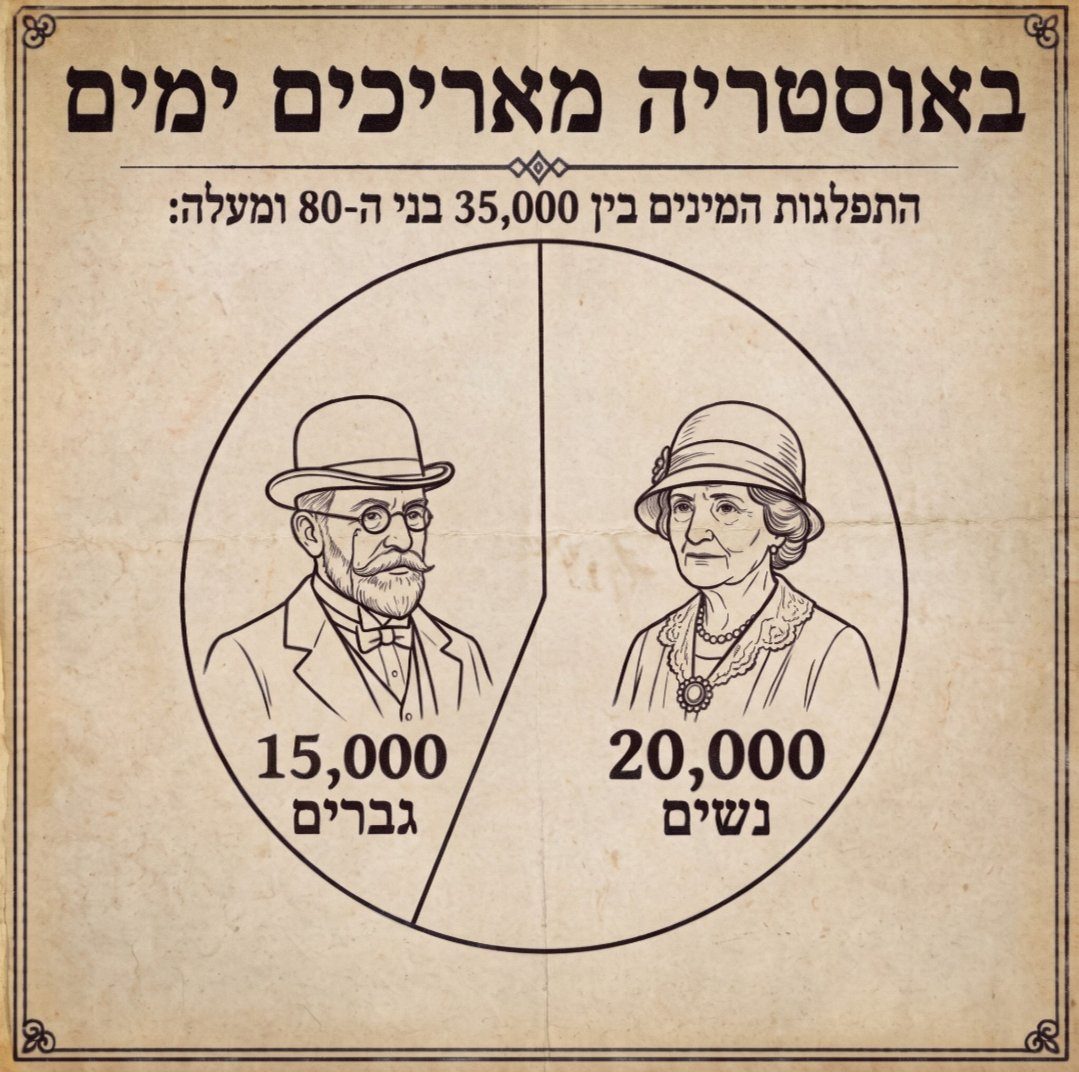 באוסטריה מאריכים ימים
התפלגות המינים בין 35,000 בני ה-80 ומעלה:
15,000
גברים
20,000
נשים